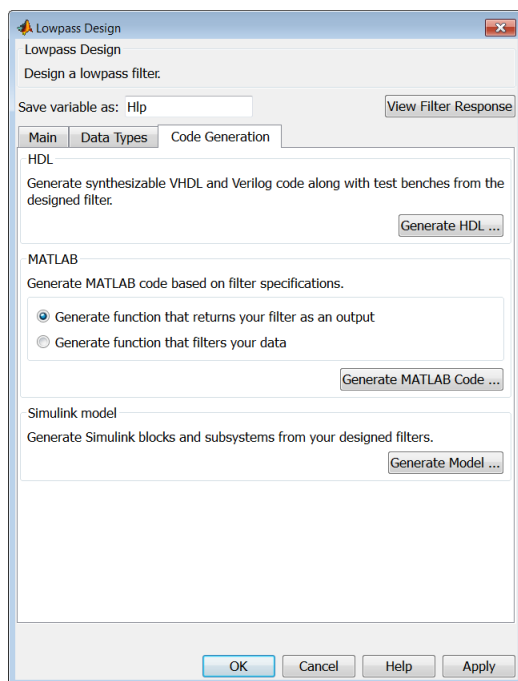 Lowpass Design
Lowpass Design
Design a lowpass filter.
Save variable as: Hlp
View Filter Response
Main
Data Types
Code Generation
HDL
Generate synthesizable VHDL and Verilog code along with test benches from the
designed filter.
Generate HDL ...
MATLAB
Generate MATLAB code based on filter specifications.
Generate function that returns your filter as an output
Generate function that filters your data
Generate MATLAB Code ...
Simulink model
Generate Simulink blocks and subsystems from your designed filters.
Generate Model ...
OK
Cancel
Help
Apply